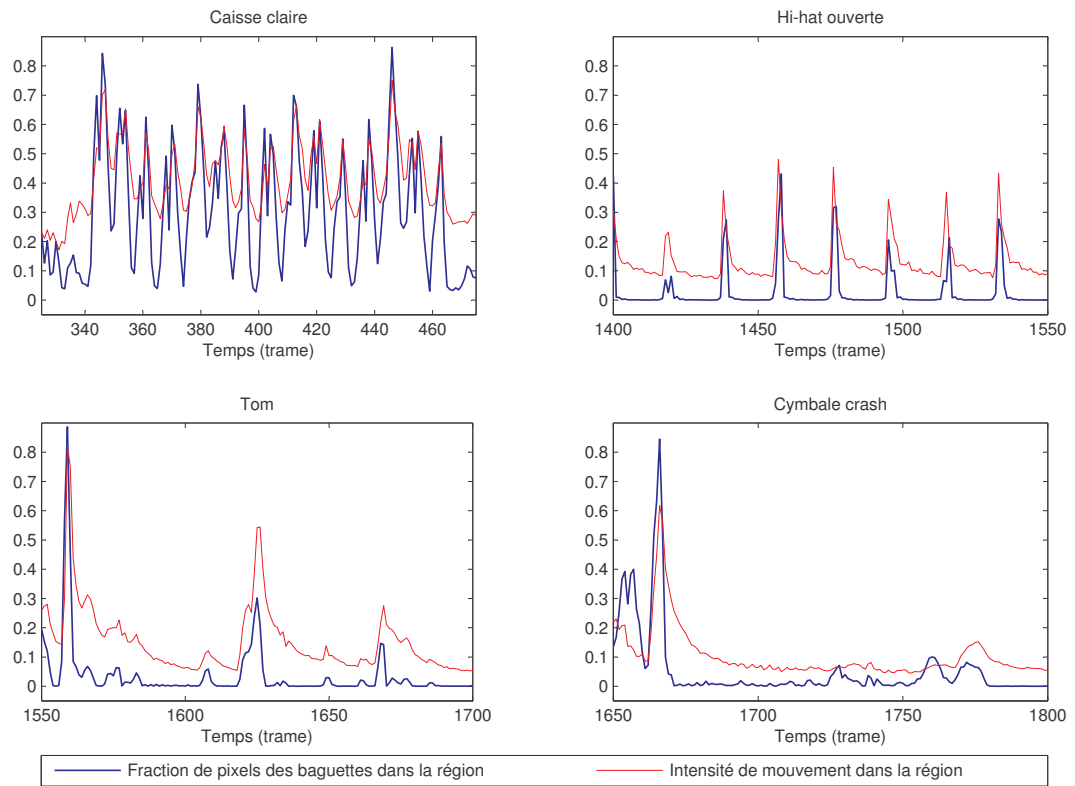 Caisse claire
0.8
0.7
0.6
0.5
0.4
0.3
0.2
0.1
0
340 360 380 400 420 440 460
Temps (trame)
Hi-hat ouverte
0.8
0.7
0.6
0.5
0.4
0.3
0.2
0.1
0
1400 1450 1500 1550
Temps (trame)
Tom
0.8
0.7
0.6
0.5
0.4
0.3
0.2
0.1
0
1550 1600 1650 1700
Temps (trame)
Cymbale crash
0.8
0.7
0.6
0.5
0.4
0.3
0.2
0.1
0
1650 1700 1750 1800
Temps (trame)
Fraction de pixels des baguettes dans la région
Intensité de mouvement dans la région